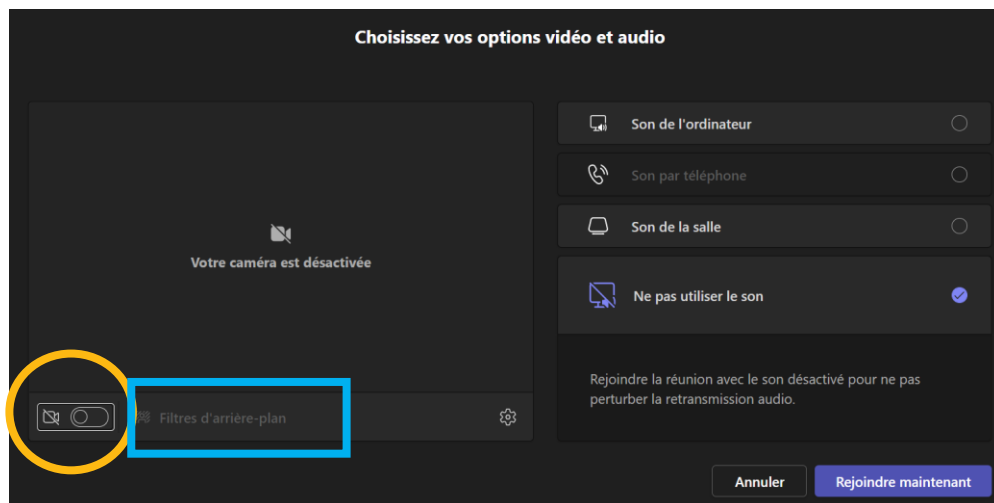 Choisissez vos options vidéo et audio
Votre caméra est désactivée
Filtres d'arrière-plan
Son de l'ordinateur
Son par téléphone
Son de la salle
Ne pas utiliser le son
Rejoindre la réunion avec le son désactivé pour ne pas
perturber la retransmission audio.
Annuler
Rejoindre maintenant